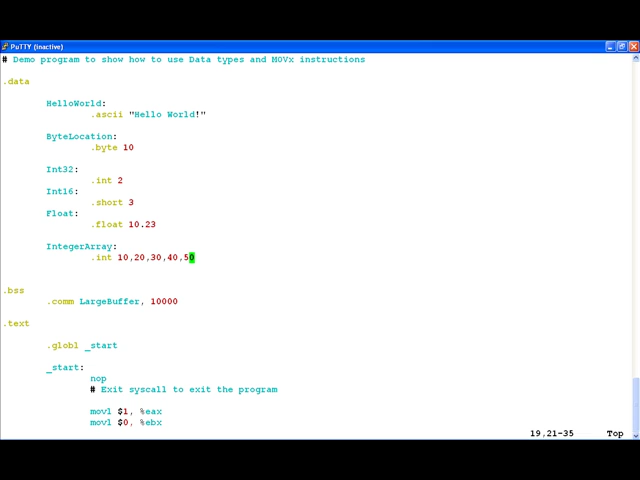 PuTTY (inactive)
# Demo program to show how to use Data types and MOVx instructions
.data
HelloWorld:
.ascii "Hello World!"
ByteLocation:
.byte 10
Int32:
.int 2
Int16:
.short 3
Float:
.float 10.23
IntegerArray:
.int 10,20,30,40,50
.bss
.comm LargeBuffer, 10000
.text
.globl _start
_start:
nop
# Exit syscall to exit the program
movl $1, %eax
movl $0, %ebx
19,21-35 Top